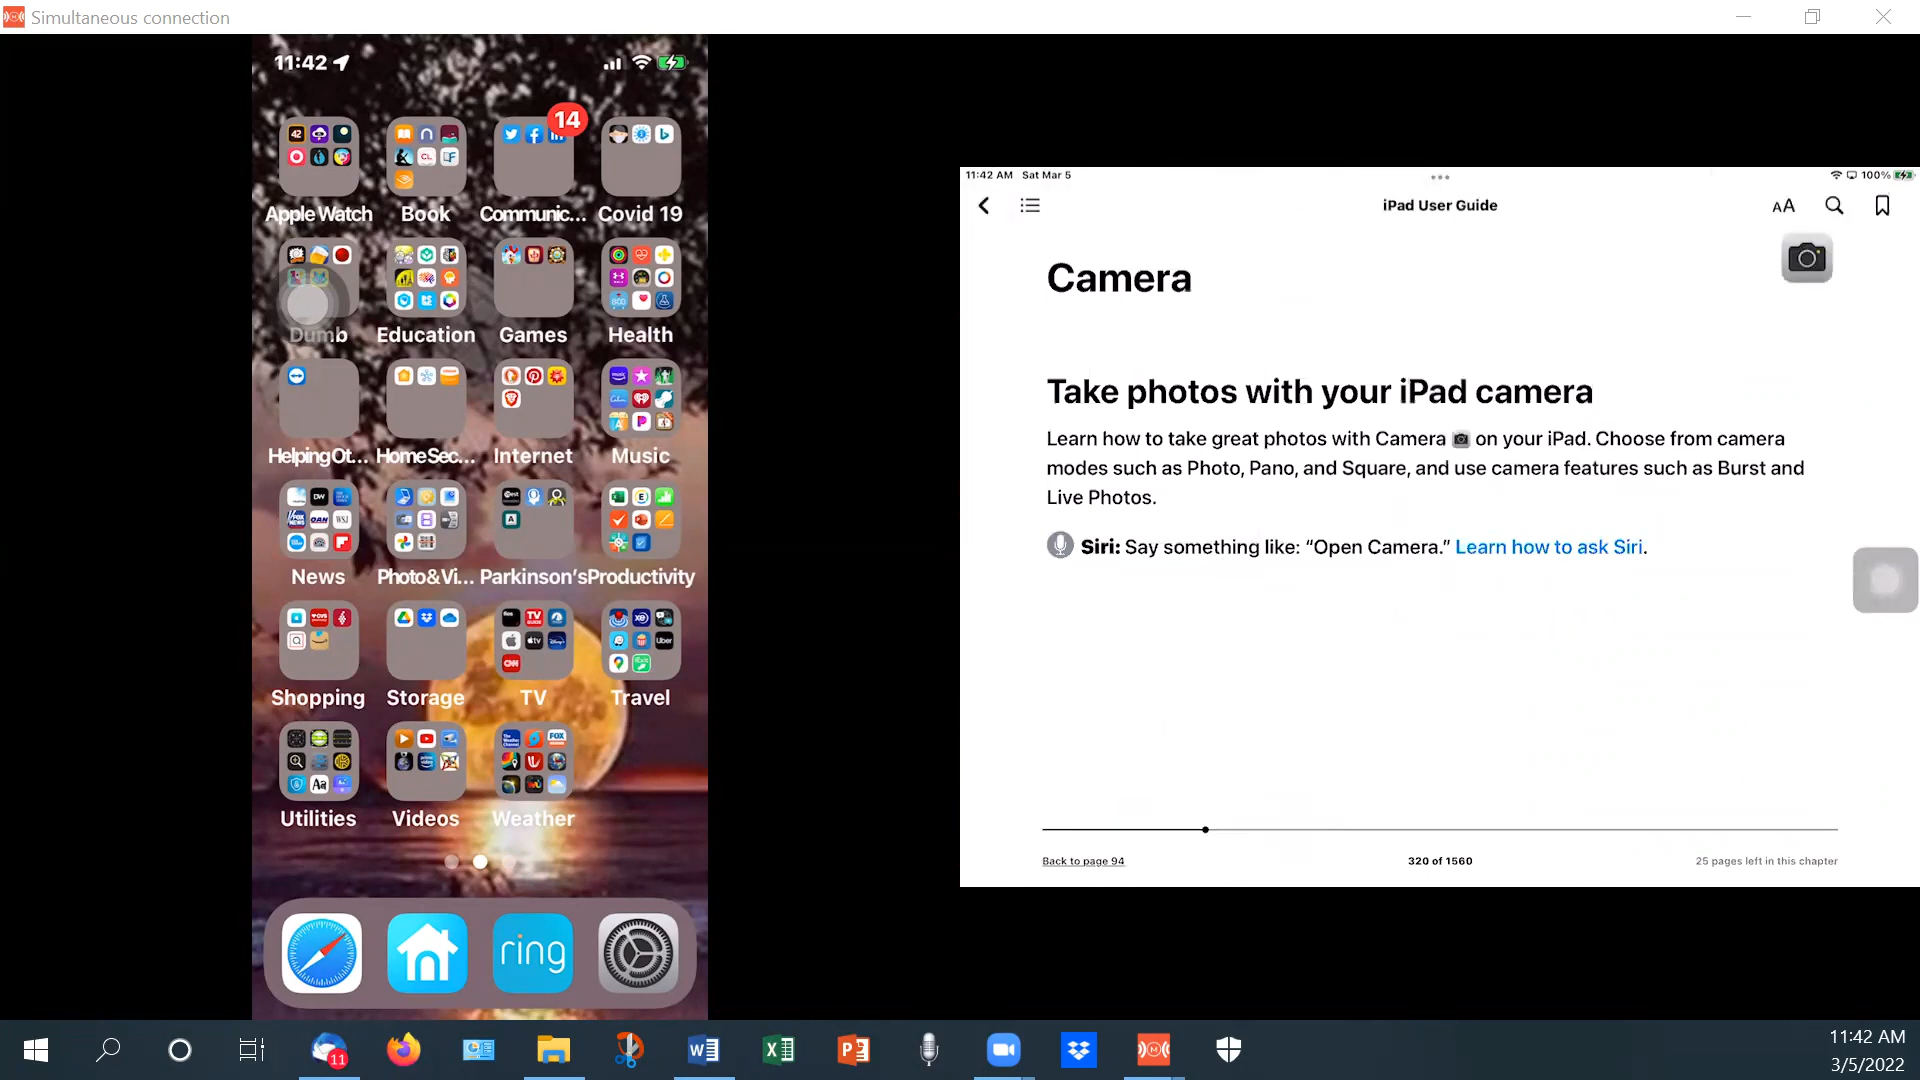 Simultaneous connection
11:42
14
Apple Watch Book Communic... Covid 19
Dumb Education Games Health
Helping Ot... Home Sec... Internet Music
News Photo & Vi... Parkinson's Productivity
Shopping Storage TV Travel
Utilities Videos Weather
ring
11:42 AM Sat Mar 5
100%
iPad User Guide
AA
Camera
Take photos with your iPad camera
Learn how to take great photos with Camera on your iPad. Choose from camera
modes such as Photo, Pano, and Square, and use camera features such as Burst and
Live Photos.
Siri: Say something like: “Open Camera.” Learn how to ask Siri.
Back to page 94
320 of 1560
25 pages left in this chapter
11
11:42 AM
3/5/2022